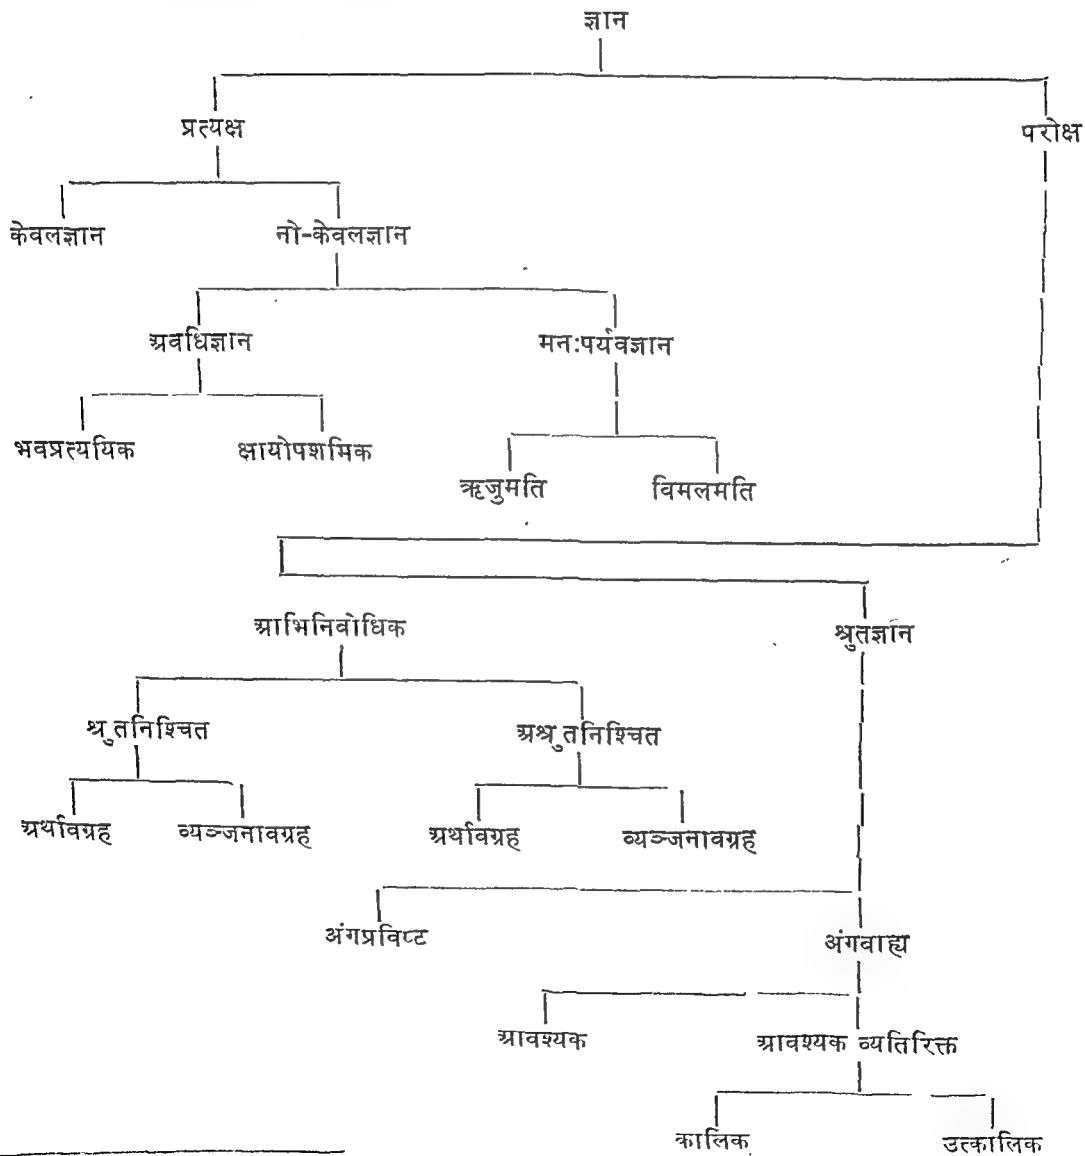 ज्ञान
प्रत्यक्ष परोक्ष
केवलज्ञान नो-केवलज्ञान
अवधिज्ञान मन:पर्यवज्ञान
भवप्रत्ययिक क्षायोपशमिक
ऋजुमति विमलमति
आभिनिवोधिक श्रुतज्ञान
श्रुतनिश्चित अश्रुतनिश्चित
अर्थावग्रह व्यञ्जनावग्रह अर्थावग्रह व्यञ्जनावग्रह
अंगप्रविष्ट अंगवाह्य
आवश्यक आवश्यक व्यतिरिक्त
कालिक उत्कालिक